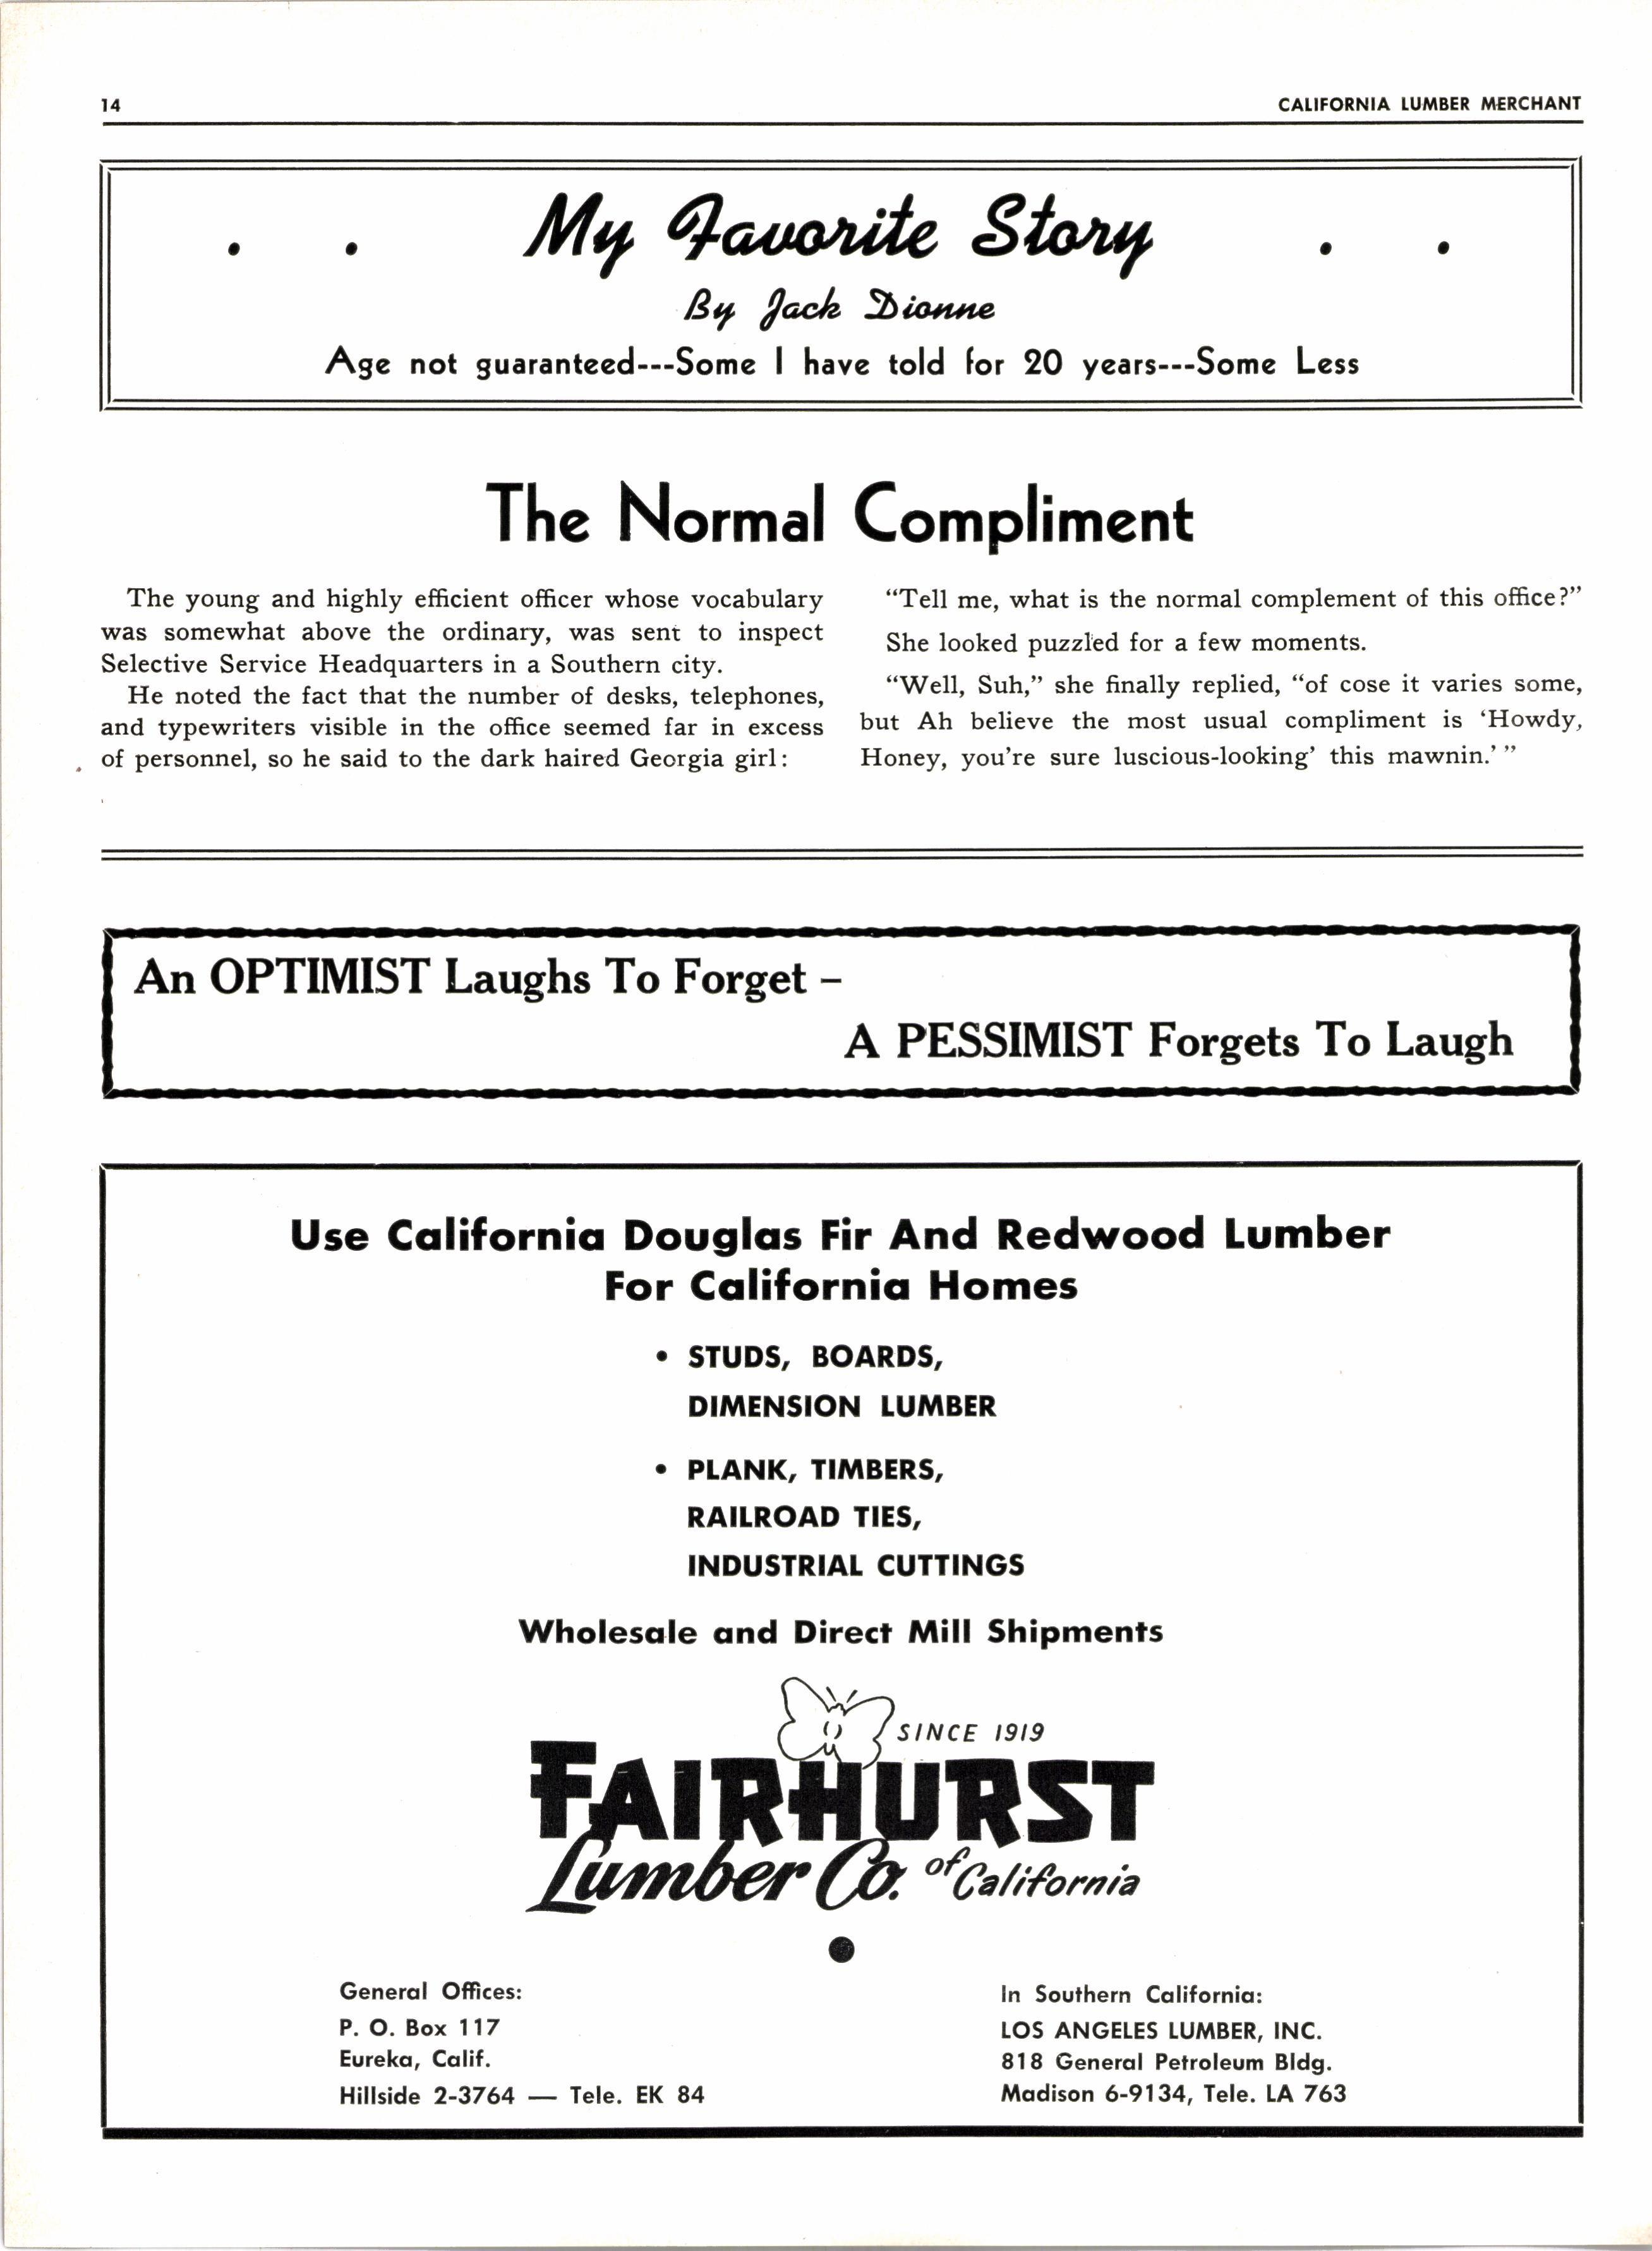 14
CALIFORNIA LUMBER MERCHANT
. . My Favorite Story . .
By Jack Dionne
Age not guaranteed---Some I have told for 20 years---Some Less
The Normal Compliment
The young and highly efficient officer whose vocabulary
was somewhat above the ordinary, was sent to inspect
Selective Service Headquarters in a Southern city.
He noted the fact that the number of desks, telephones,
and typewriters visible in the office seemed far in excess
of personnel, so he said to the dark haired Georgia girl:
“Tell me, what is the normal complement of this office?”
She looked puzzled for a few moments.
“Well, Suh,” she finally replied, “of cose it varies some,
but Ah believe the most usual compliment is ‘Howdy,
Honey, you’re sure luscious-looking’ this mawnin.’ ”
An OPTIMIST Laughs To Forget –
A PESSIMIST Forgets To Laugh
Use California Douglas Fir And Redwood Lumber
For California Homes
• STUDS, BOARDS,
DIMENSION LUMBER
• PLANK, TIMBERS,
RAILROAD TIES,
INDUSTRIAL CUTTINGS
Wholesale and Direct Mill Shipments
SINCE 1919
FAIRHURST
Lumber Co. of California
General Offices:
P. O. Box 117
Eureka, Calif.
Hillside 2-3764 — Tele. EK 84
In Southern California:
LOS ANGELES LUMBER, INC.
818 General Petroleum Bldg.
Madison 6-9134, Tele. LA 763